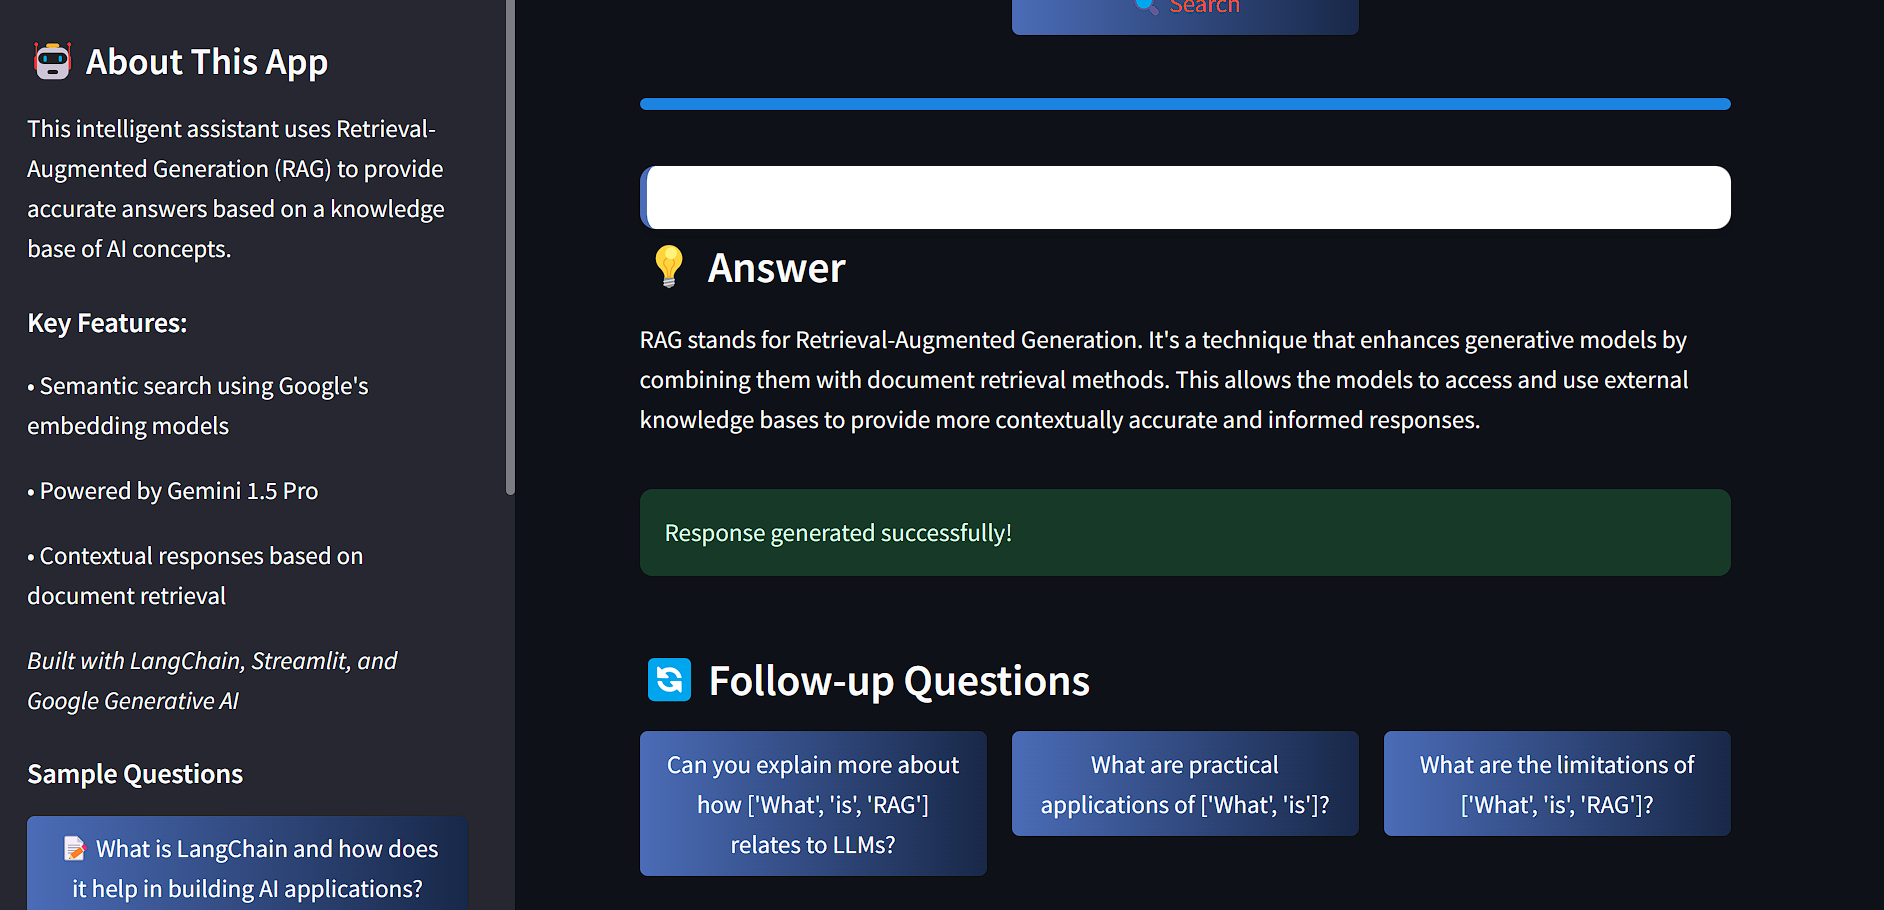 About This App
This intelligent assistant uses Retrieval-
Augmented Generation (RAG) to provide
accurate answers based on a knowledge
base of AI concepts.
Key Features:
• Semantic search using Google's
embedding models
• Powered by Gemini 1.5 Pro
• Contextual responses based on
document retrieval
Built with LangChain, Streamlit, and
Google Generative AI
Sample Questions
What is LangChain and how does
it help in building AI applications?
Search
Answer
RAG stands for Retrieval-Augmented Generation. It's a technique that enhances generative models by
combining them with document retrieval methods. This allows the models to access and use external
knowledge bases to provide more contextually accurate and informed responses.
Response generated successfully!
Follow-up Questions
Can you explain more about
how ['What', 'is', 'RAG']
relates to LLMs?
What are practical
applications of ['What', 'is']?
What are the limitations of
['What', 'is', 'RAG']?